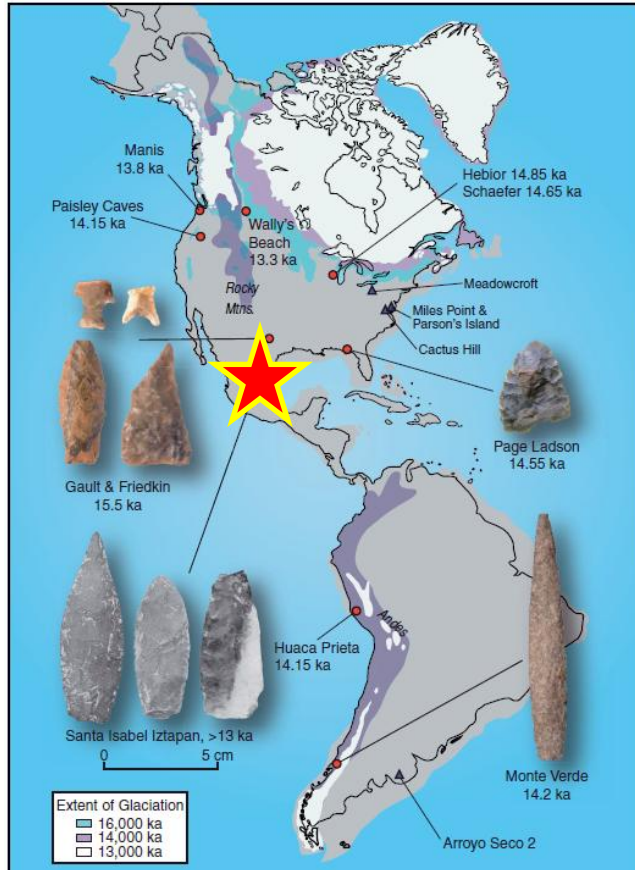 Manis
13.8 ka
Paisley Caves
14.15 ka
Wally's
Beach
13.3 ka
Hebior 14.85 ka
Schaefer 14.65 ka
Meadowcroft
Rocky
Mtns.
Miles Point &
Parson's Island
Cactus Hill
Page Ladson
14.55 ka
Gault & Friedkin
15.5 ka
Huaca Prieta
14.15 ka
Andes
Santa Isabel Iztapan, >13 ka
0 5 cm
Monte Verde
14.2 ka
Arroyo Seco 2
Extent of Glaciation
16,000 ka
14,000 ka
13,000 ka